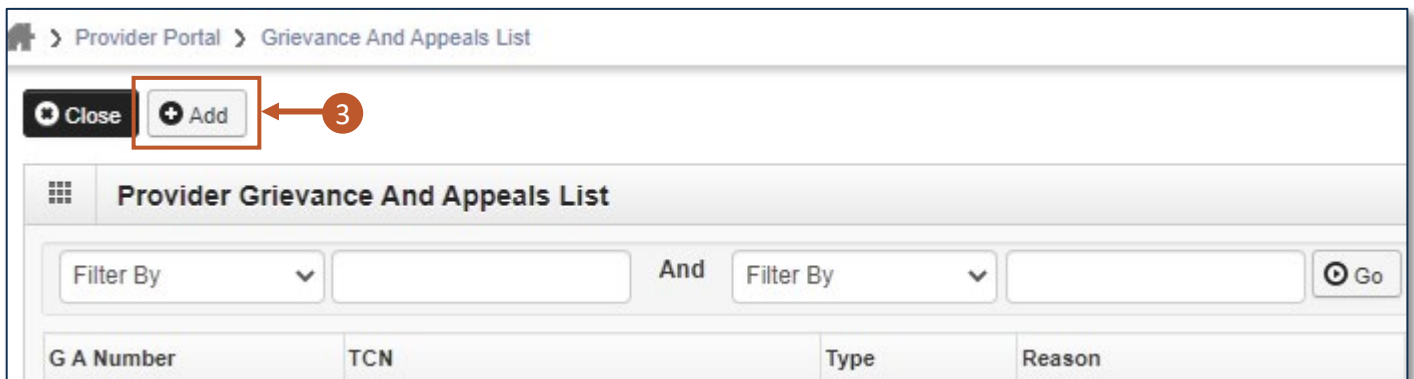 Provider Portal Grievance And Appeals List
Close Add 3
Provider Grievance And Appeals List
Filter By And Filter By Go
G A Number TCN Type Reason